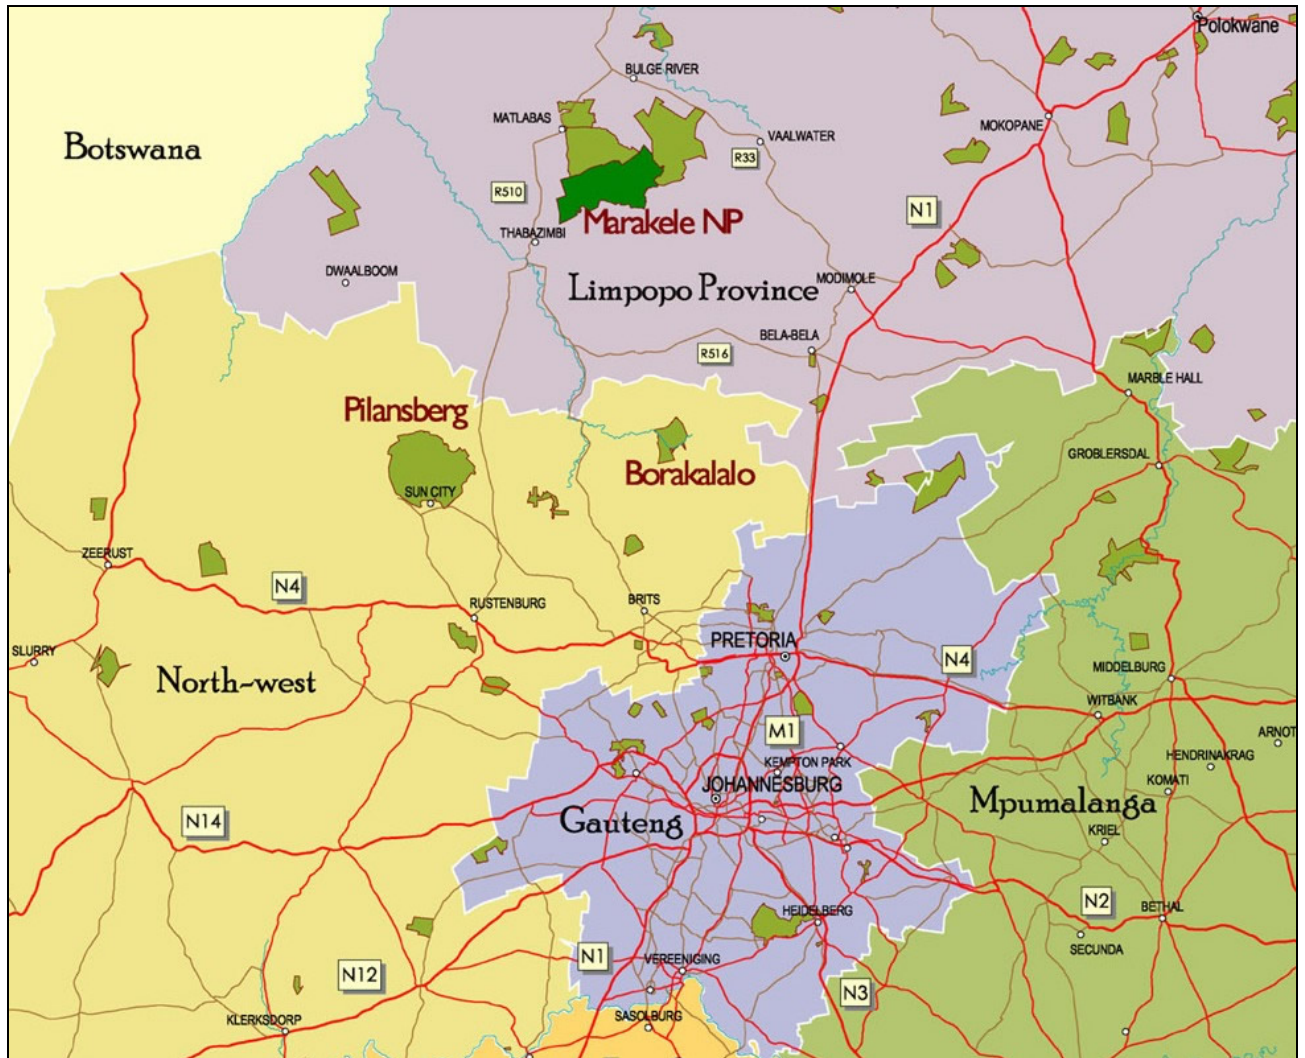 Polokwane
BULGE RIVER
MATLABAS
MOKOPANE
VAALWATER
Botswana
R33
R510
N1
Marakele NP
THABAZIMBI
DWAALBOOM
Limpopo Province
MODIMOLE
BELA-BELA
R516
MARBLE HALL
Pilansberg
GROBLERSDAL
Borakalalo
SUN CITY
ZEERUST
N4
RUSTENBURG
BRITS
PRETORIA
SLURRY
N4
MIDDELBURG
North-west
WITBANK
M1
ARNOT
HENDRINAKRAG
KEMPTON PARK
JOHANNESBURG
KOMATI
Mpumalanga
N14
Gauteng
KRIEL
N2
HEIDELBERG
BETHAL
SECUNDA
N1
VEREENIGING
N12
N3
KLERKSDORP
SASOLBURG